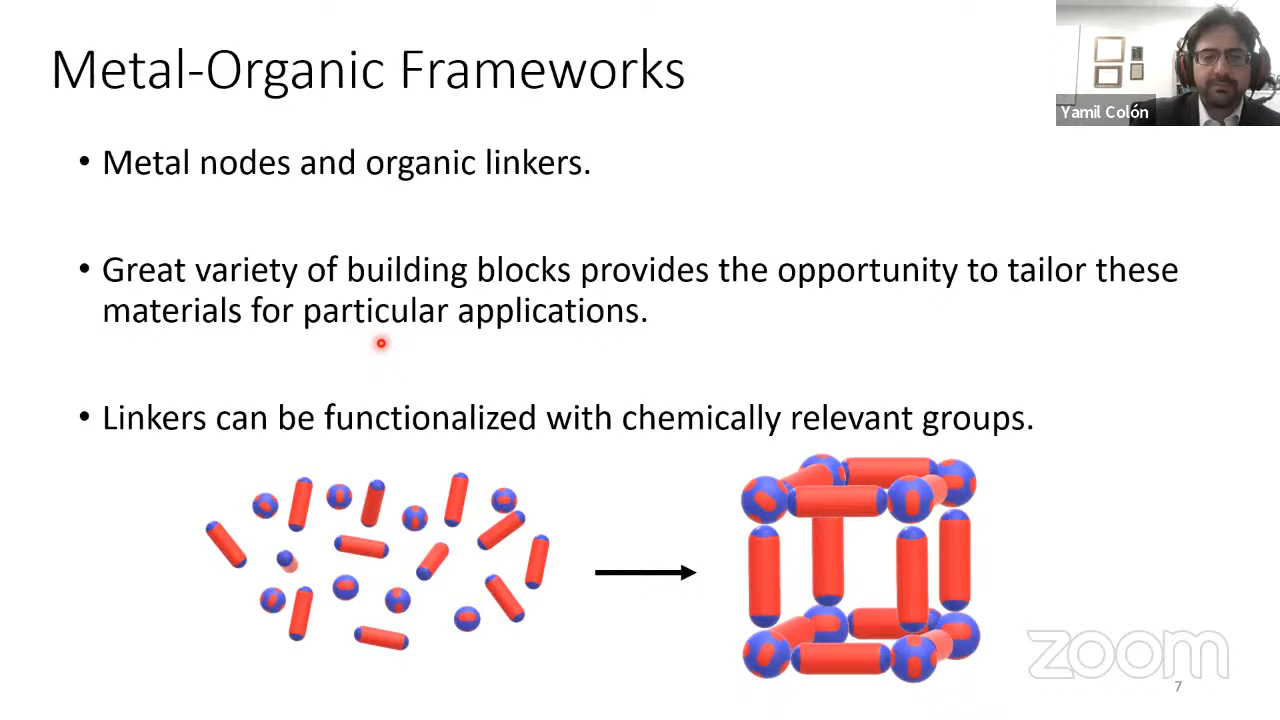 Metal-Organic Frameworks
Yamil Colón
• Metal nodes and organic linkers.
• Great variety of building blocks provides the opportunity to tailor these
materials for particular applications.
• Linkers can be functionalized with chemically relevant groups.
zoom
7